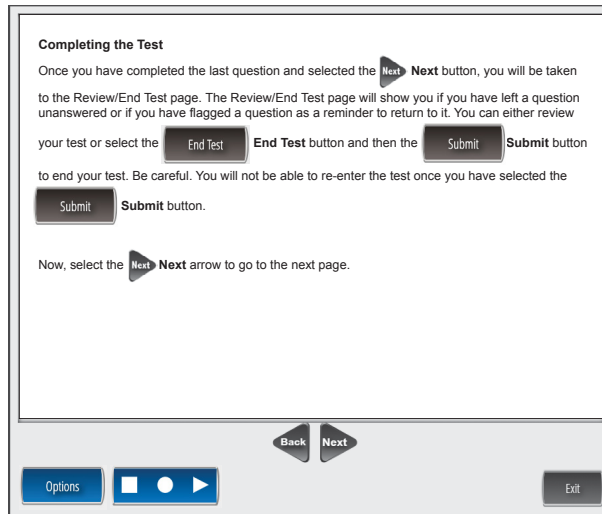 Completing the Test
Once you have completed the last question and selected the Next Next button, you will be taken
to the Review/End Test page. The Review/End Test page will show you if you have left a question
unanswered or if you have flagged a question as a reminder to return to it. You can either review
your test or select the End Test End Test button and then the Submit Submit button
to end your test. Be careful. You will not be able to re-enter the test once you have selected the
Submit Submit button.
Now, select the Next Next arrow to go to the next page.
Back Next
Options Exit